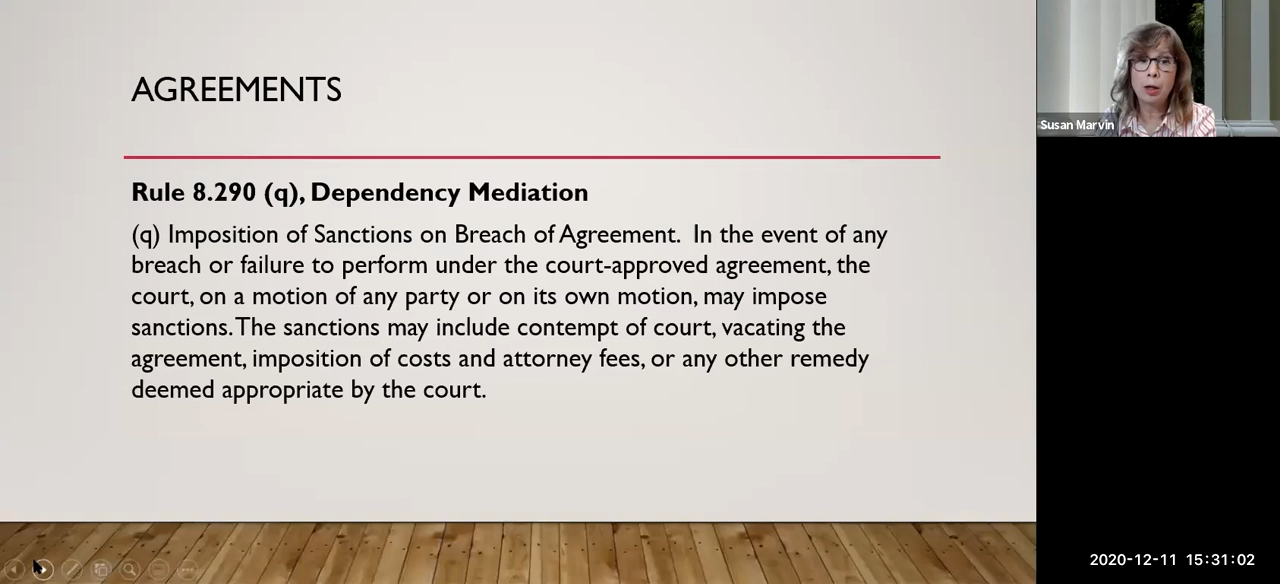 AGREEMENTS
Rule 8.290 (q), Dependency Mediation
(q) Imposition of Sanctions on Breach of Agreement.  In the event of any
breach or failure to perform under the court-approved agreement, the
court, on a motion of any party or on its own motion, may impose
sanctions. The sanctions may include contempt of court, vacating the
agreement, imposition of costs and attorney fees, or any other remedy
deemed appropriate by the court.
Susan Marvin
2020-12-11 15:31:02